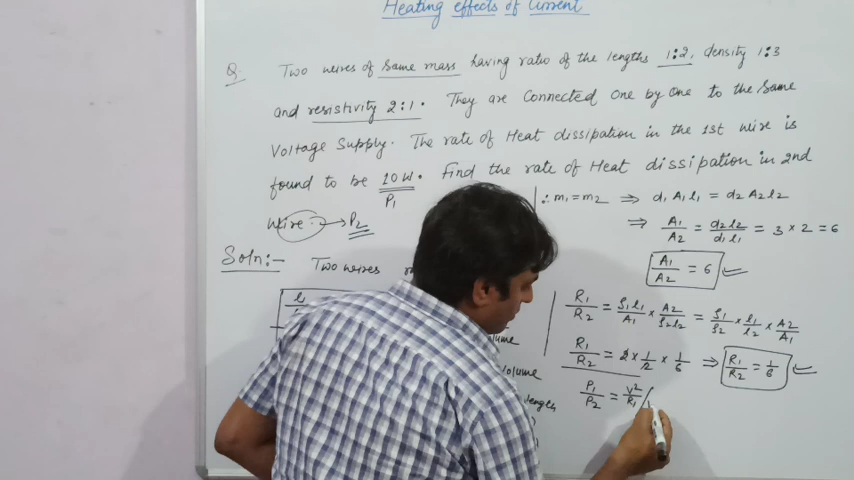 Heating effects of Current
Q. Two wires of same mass having ratio of the lengths 1:2, density 1:3
and resistivity 2:1. They are Connected One by One to the Same
Voltage Supply. The rate of Heat dissipation in the 1st wire is
found to be 10 W. Find the rate of Heat dissipation in 2nd
P₁
wire → P₂
∴ m₁ = m₂ ⇒ d₁ A₁ l₁ = d₂ A₂ l₂
⇒ A₁/A₂ = d₂ l₂/d₁ l₁ = 3 × 2 = 6
A₁/A₂ = 6
Soln:-
Two wires
l₁
R₁/R₂ = ρ₁ l₁/A₁ × A₂/ρ₂ l₂ = ρ₁/ρ₂ × l₁/l₂ × A₂/A₁
R₁/R₂ = 2 × 1/2 × 1/6 ⇒ R₁/R₂ = 1/6
P₁/P₂ = V²/R₁ /
volume
volume
length